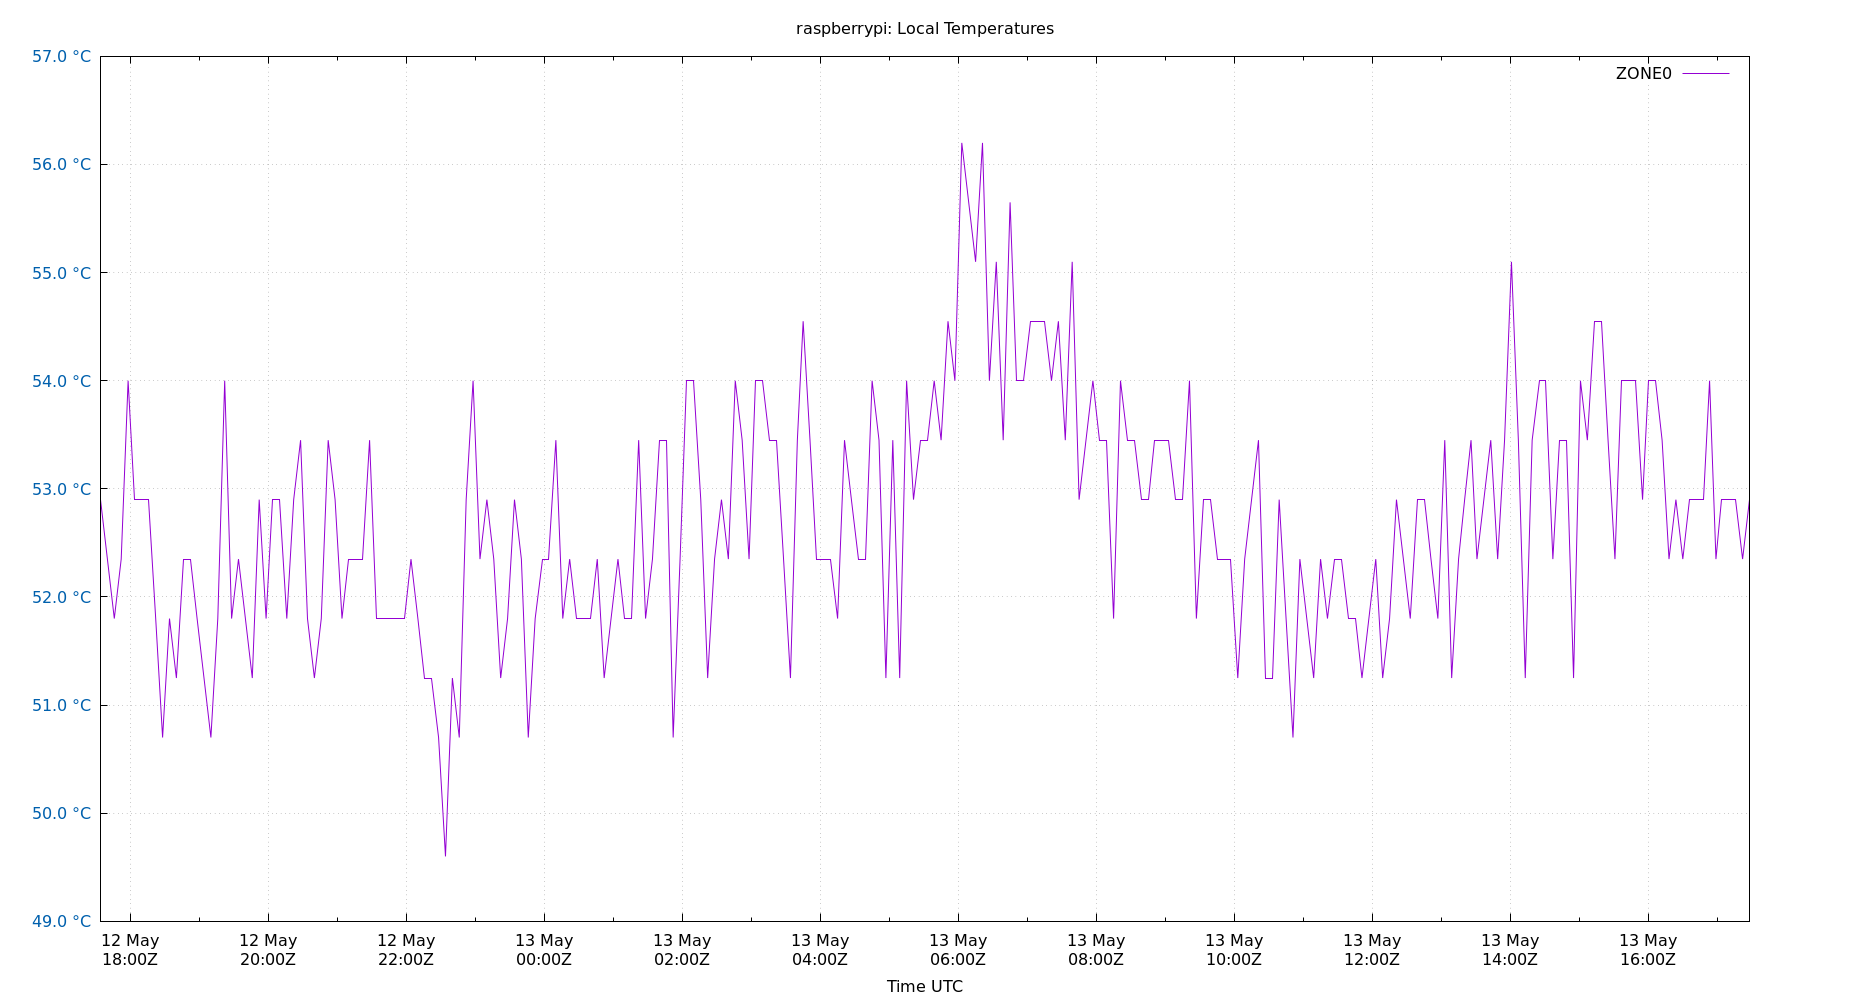 raspberrypi: Local Temperatures
57.0 °C
ZONE0
56.0 °C
55.0 °C
54.0 °C
53.0 °C
52.0 °C
51.0 °C
50.0 °C
49.0 °C
12 May 12 May 12 May 13 May 13 May 13 May 13 May 13 May 13 May 13 May 13 May 13 May
18:00Z 20:00Z 22:00Z 00:00Z 02:00Z 04:00Z 06:00Z 08:00Z 10:00Z 12:00Z 14:00Z 16:00Z
Time UTC